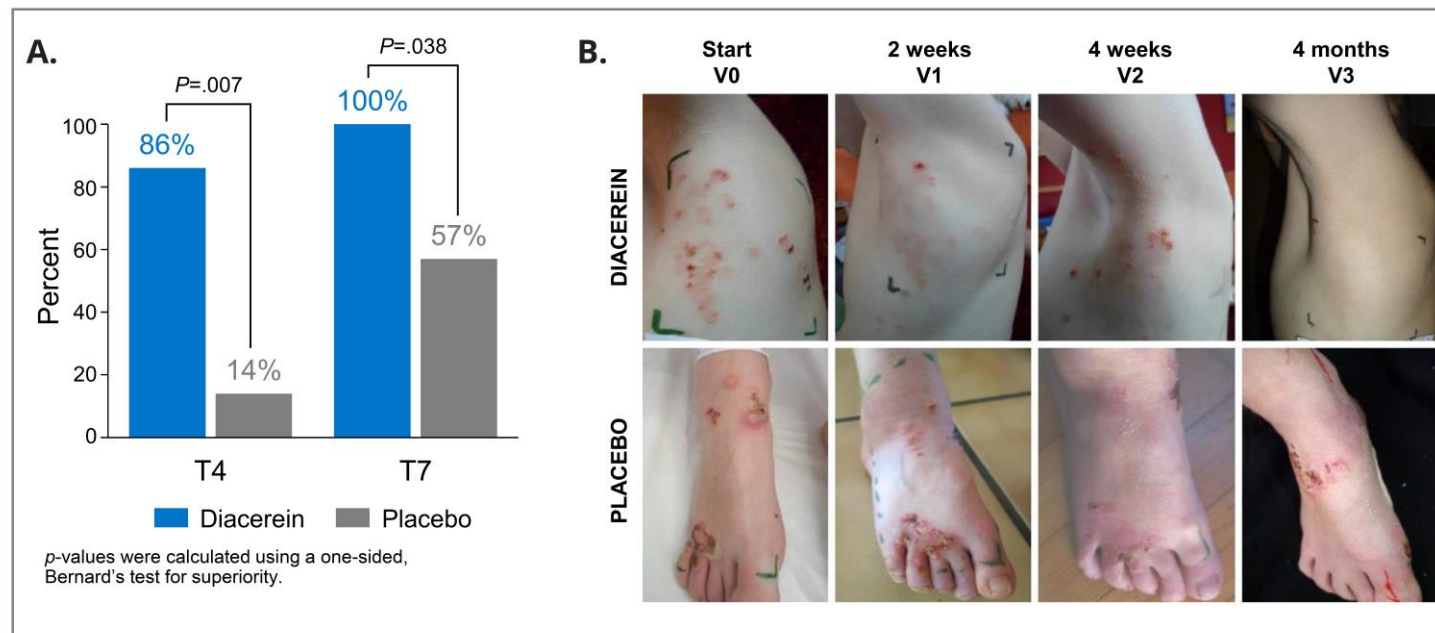 A.
P=.007
P=.038
86%
14%
100%
57%
Percent
100
80
60
40
20
0
T4
T7
Diacerein
Placebo
p-values were calculated using a one-sided,
Bernard's test for superiority.
B.
Start
V0
2 weeks
V1
4 weeks
V2
4 months
V3
DIACEREIN
PLACEBO